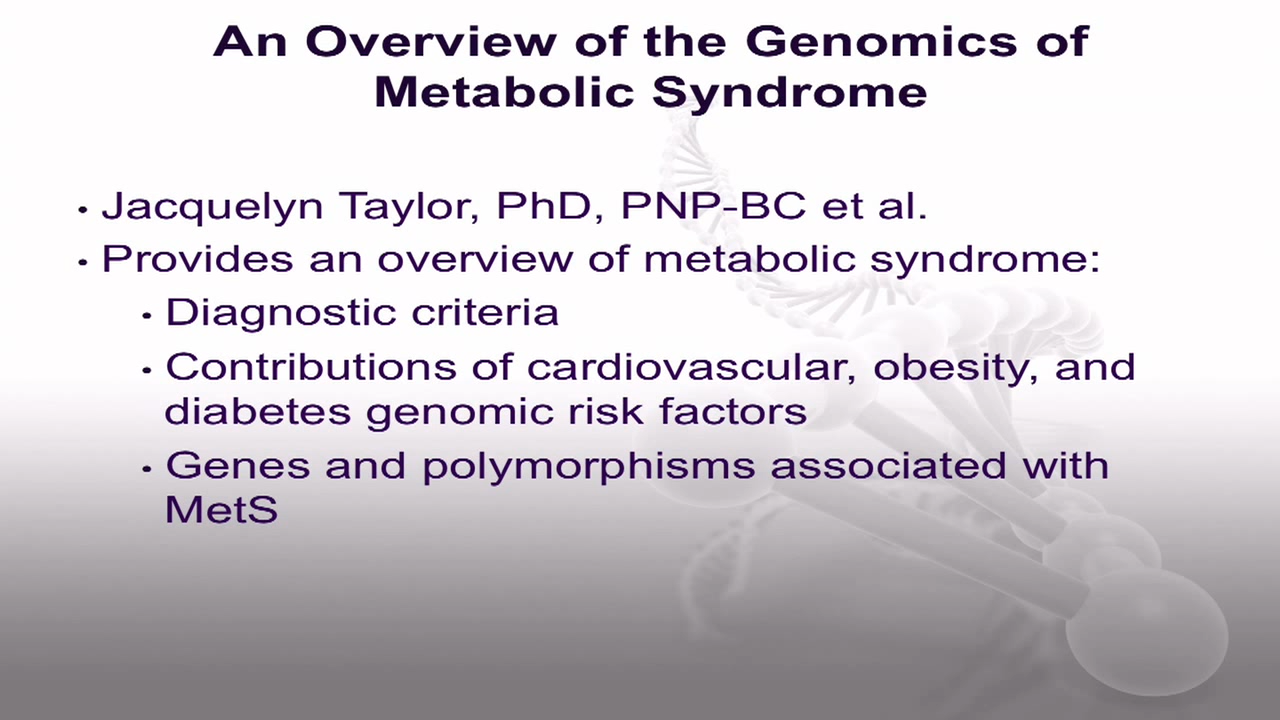 An Overview of the Genomics of
Metabolic Syndrome
• Jacquelyn Taylor, PhD, PNP-BC et al.
• Provides an overview of metabolic syndrome:
• Diagnostic criteria
• Contributions of cardiovascular, obesity, and
diabetes genomic risk factors
• Genes and polymorphisms associated with
MetS